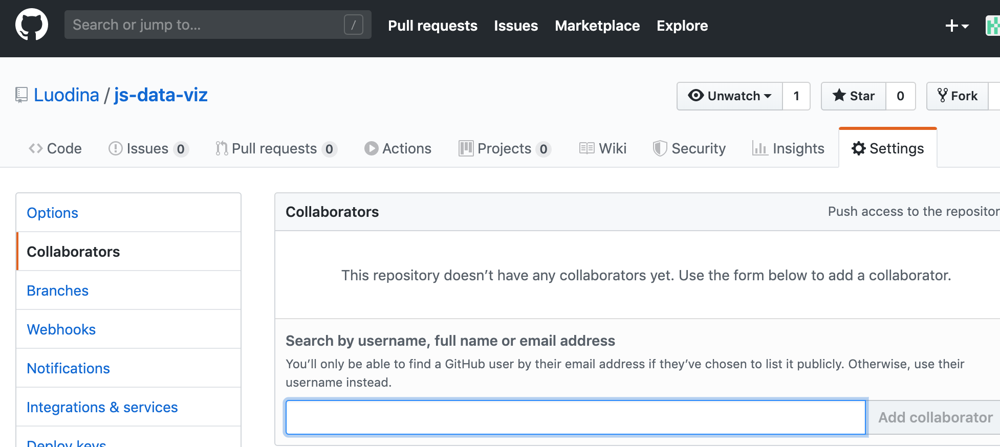 Search or jump to... / Pull requests Issues Marketplace Explore
Luodina / js-data-viz Unwatch 1 Star 0 Fork
Code Issues 0 Pull requests 0 Actions Projects 0 Wiki Security Insights Settings
Options
Collaborators
Branches
Webhooks
Notifications
Integrations & services
Deploy keys
Collaborators Push access to the repositor
This repository doesn’t have any collaborators yet. Use the form below to add a collaborator.
Search by username, full name or email address
You’ll only be able to find a GitHub user by their email address if they’ve chosen to list it publicly. Otherwise, use their
username instead.
Add collaborator